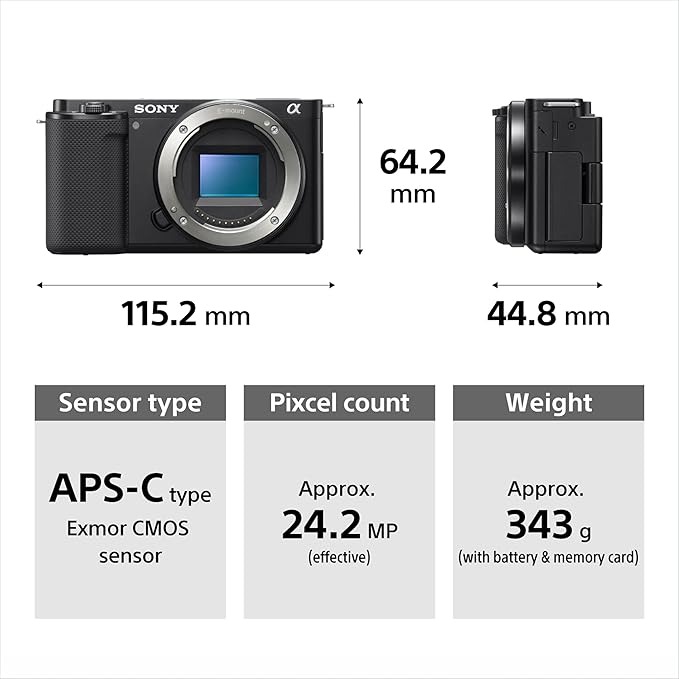 SONY
α
E-mount
115.2 mm
64.2
mm
44.8 mm
Sensor type
APS-C type
Exmor CMOS
sensor
Pixcel count
Approx.
24.2 MP
(effective)
Weight
Approx.
343 g
(with battery & memory card)